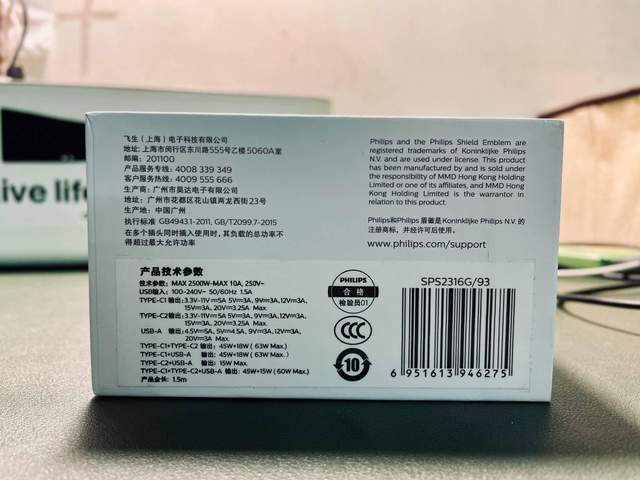 飞生（上海）电子科技有限公司
地址：上海市闵行区东川路555号乙楼 5060A室
邮编：201100
产品服务专线：4008 339 349
客户服务热线：4009 555 666
生产商：广州市昊达电子有限公司
地址：广州市花都区花山镇两龙西街23号
产地：中国广州
执行标准 GB4943.1-2011, GB/T2099.7-2015
在多个插头同时插入使用时，其负载的总功率不得超过最大允许功率
Philips and the Philips Shield Emblem are
registered trademarks of Koninklijke Philips
N.V. and are used under license. This product
has been manufactured by and is sold under
the responsibility of MMD Hong Kong Holding
Limited or one of its affiliates, and MMD Hong
Kong Holding Limited is the warrantor in
relation to this product.
Philips和Philips 盾徽是Koninklijke Philips N.V. 的
注册商标，并经许可后使用。
www.philips.com/support
产品技术参数
技术参数：MAX 2500W-MAX 10A, 250V~
USB输入：100-240V~ 50/60Hz 1.5A
TYPE-C1 输出：3.3V-11V⎓5A 5V⎓3A, 9V⎓3A,12V⎓3A,
15V⎓3A, 20V⎓3.25A Max.
TYPE-C2 输出：3.3V-11V⎓5A 5V⎓3A, 9V⎓3A,12V⎓3A,
15V⎓3A, 20V⎓3.25A Max.
USB-A 输出：4.5V⎓5A, 5V⎓4.5A, 9V⎓3A,12V⎓3A,
20V⎓3A Max.
TYPE-C1+TYPE-C2 输出：45W+18W ( 63W Max.)
TYPE-C1+USB-A 输出：45W+18W ( 63W Max.)
TYPE-C2+USB-A 输出：15W Max.
TYPE-C1+TYPE-C2+USB-A 输出：45W+15W (60W Max.)
产品全长：1.5m
PHILIPS
合格
检验员01
CCC
10
SPS2316G/93
6 951613 946275
ive life